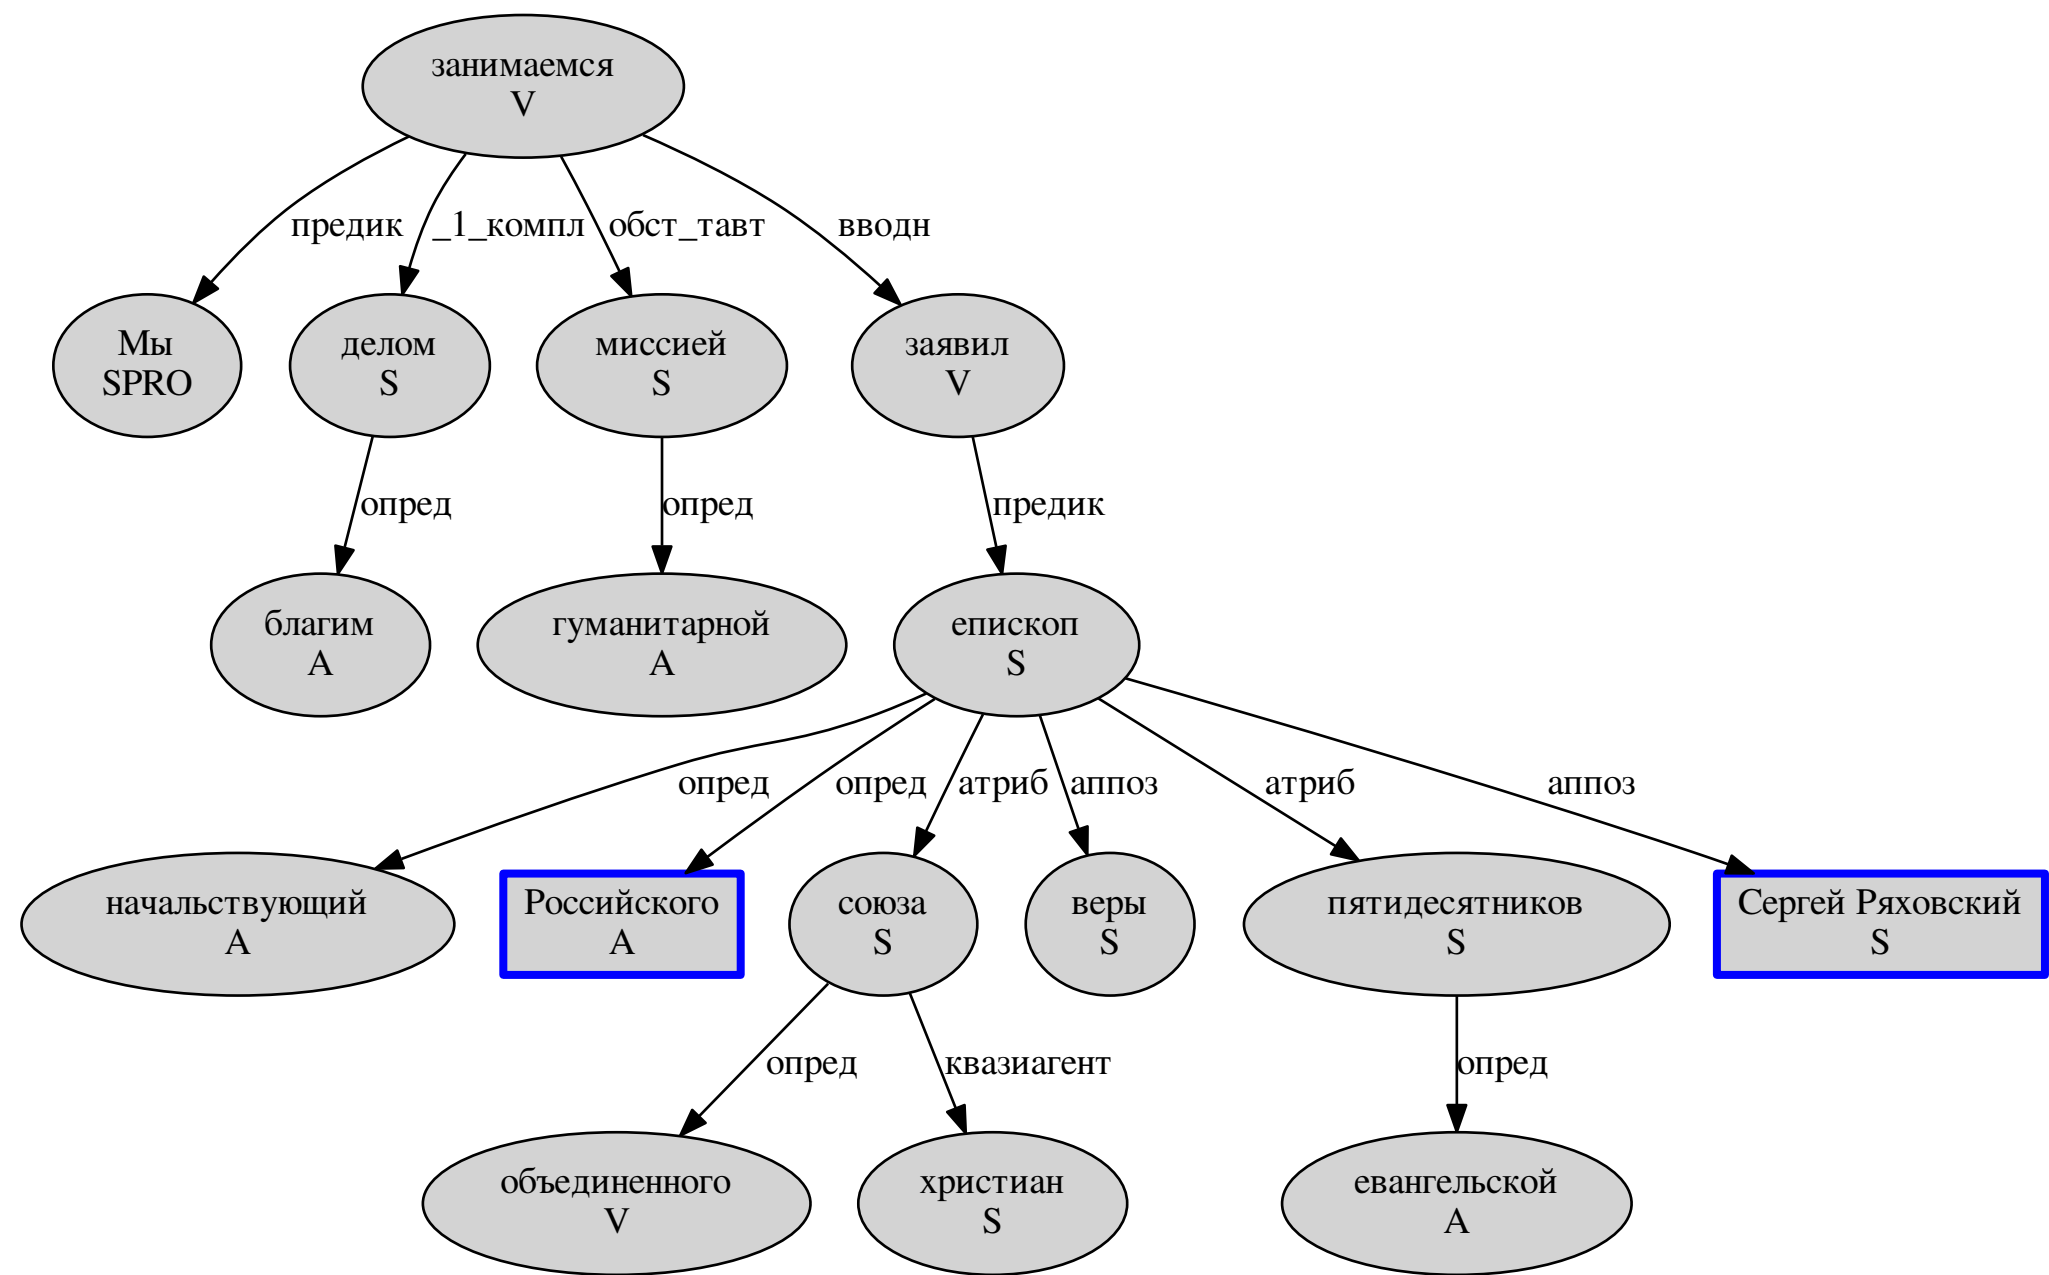 занимаемся
V
предик
_1_компл
обст_тавт
вводн
Мы
SPRO
делом
S
миссией
S
заявил
V
опред
опред
предик
благим
A
гуманитарной
A
епископ
S
опред
опред
атриб
аппоз
атриб
аппоз
начальствующий
A
Российского
A
союза
S
веры
S
пятидесятников
S
Сергей Ряховский
S
опред
квазиагент
опред
объединенного
V
христиан
S
евангельской
A